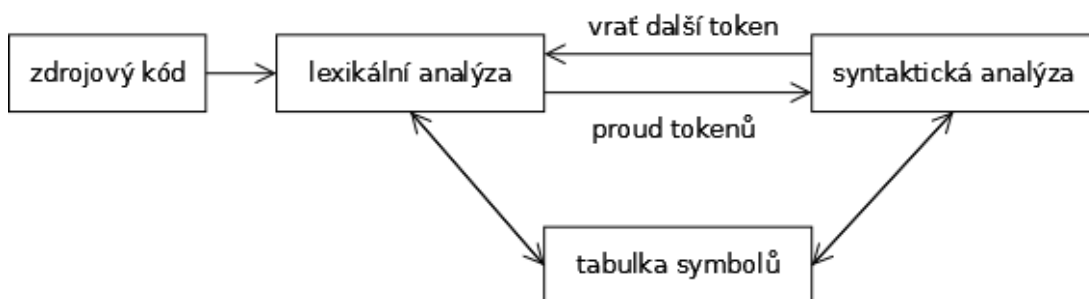 vrať další token
zdrojový kód
lexikální analýza
syntaktická analýza
proud tokenů
tabulka symbolů